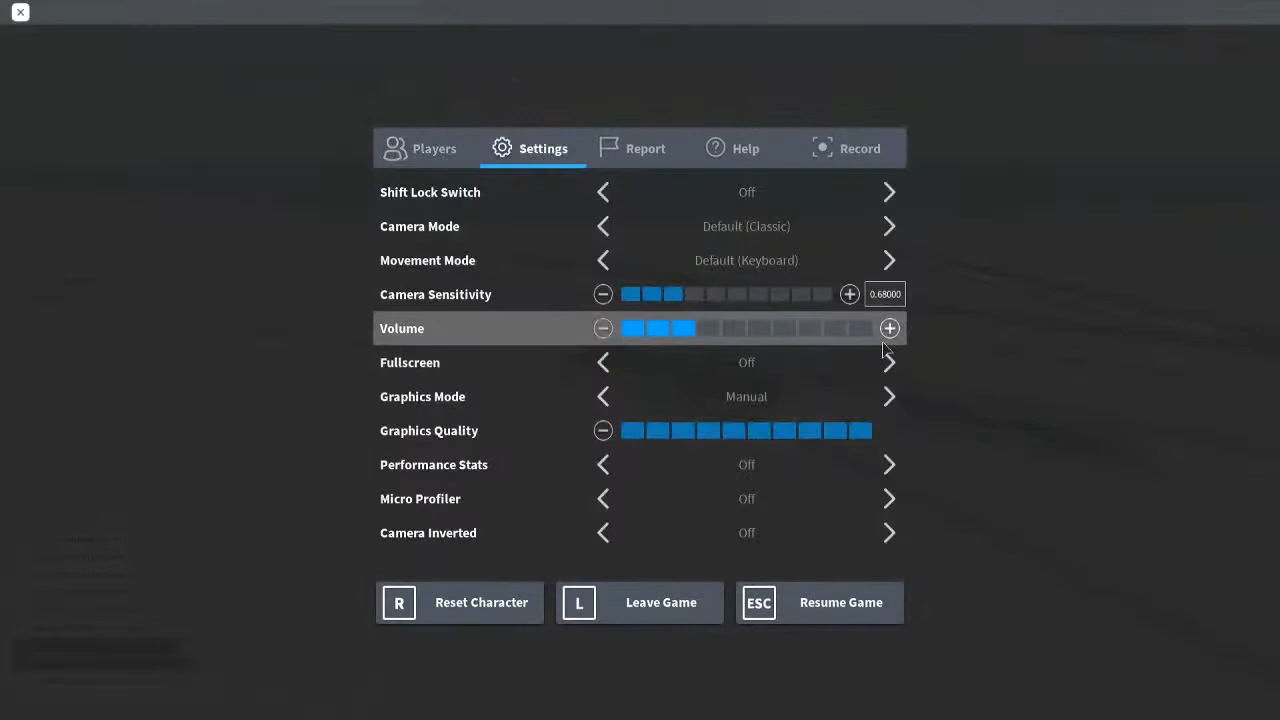 Players Settings Report Help Record
Shift Lock Switch Off
Camera Mode Default (Classic)
Movement Mode Default (Keyboard)
Camera Sensitivity 0.68000
Volume
Fullscreen Off
Graphics Mode Manual
Graphics Quality
Performance Stats Off
Micro Profiler Off
Camera Inverted Off
R Reset Character L Leave Game ESC Resume Game